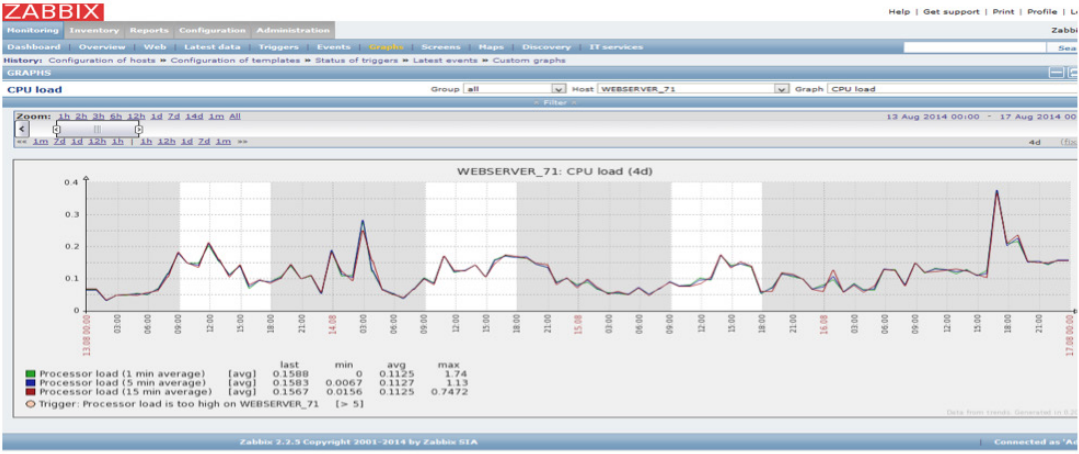 ZABBIX
Help | Get support | Print | Profile |
Monitoring Inventory Reports Configuration Administration
Dashboard | Overview | Web | Latest data | Triggers | Events | Graphs | Screens | Maps | Discovery | IT services
History: Configuration of hosts » Configuration of templates » Status of triggers » Latest events » Custom graphs
GRAPHS
CPU load Group all Host WEBSERVER_71 Graph CPU load
Filter
Zoom: 1h 2h 3h 6h 12h 1d 7d 14d 1m All 13 Aug 2014 00:00 - 17 Aug 2014 00
«« 1m 7d 1d 12h 1h | 1h 12h 1d 7d 1m »» 4d
WEBSERVER_71: CPU load (4d)
0.4
0.3
0.2
0.1
0
13.08 00:00 03:00 06:00 09:00 12:00 15:00 18:00 21:00 14.08 03:00 06:00 09:00 12:00 15:00 18:00 21:00 15.08 03:00 06:00 09:00 12:00 15:00 18:00 21:00 16.08 03:00 06:00 09:00 12:00 15:00 18:00 21:00 17.08 00:00
last min avg max
Processor load (1 min average) [avg] 0.1588 0 0.1125 1.74
Processor load (5 min average) [avg] 0.1583 0.0067 0.1127 1.13
Processor load (15 min average) [avg] 0.1567 0.0156 0.1125 0.7472
Trigger: Processor load is too high on WEBSERVER_71 [> 5]
Data from trends. Generated in
Zabbix 2.2.5 Copyright 2001-2014 by Zabbix SIA | Connected as